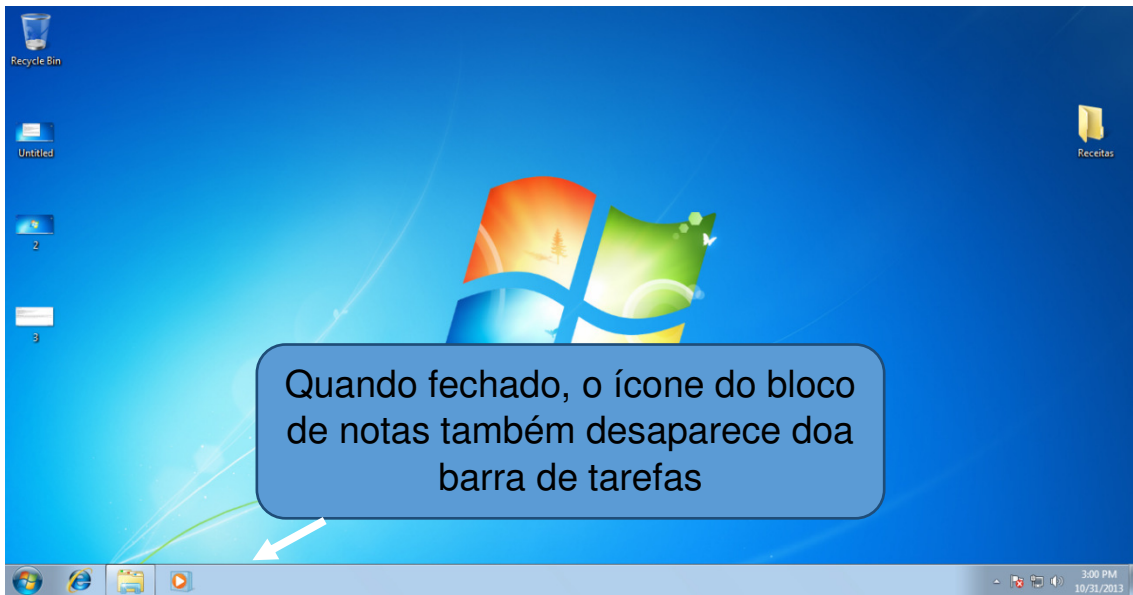 Recycle Bin
Untitled
Receitas
2
3
Quando fechado, o ícone do bloco
de notas também desaparece doa
barra de tarefas
3:00 PM
10/31/2013